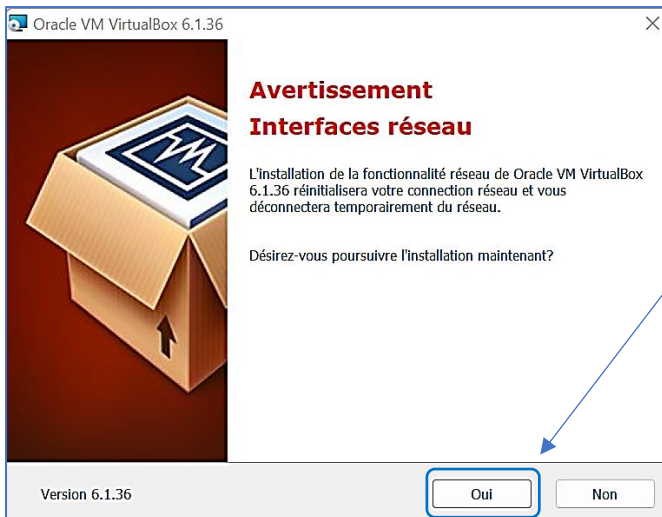 Oracle VM VirtualBox 6.1.36
Avertissement
Interfaces réseau
L'installation de la fonctionnalité réseau de Oracle VM VirtualBox
6.1.36 réinitialisera votre connection réseau et vous
déconnectera temporairement du réseau.
Désirez-vous poursuivre l'installation maintenant?
Version 6.1.36
Oui
Non